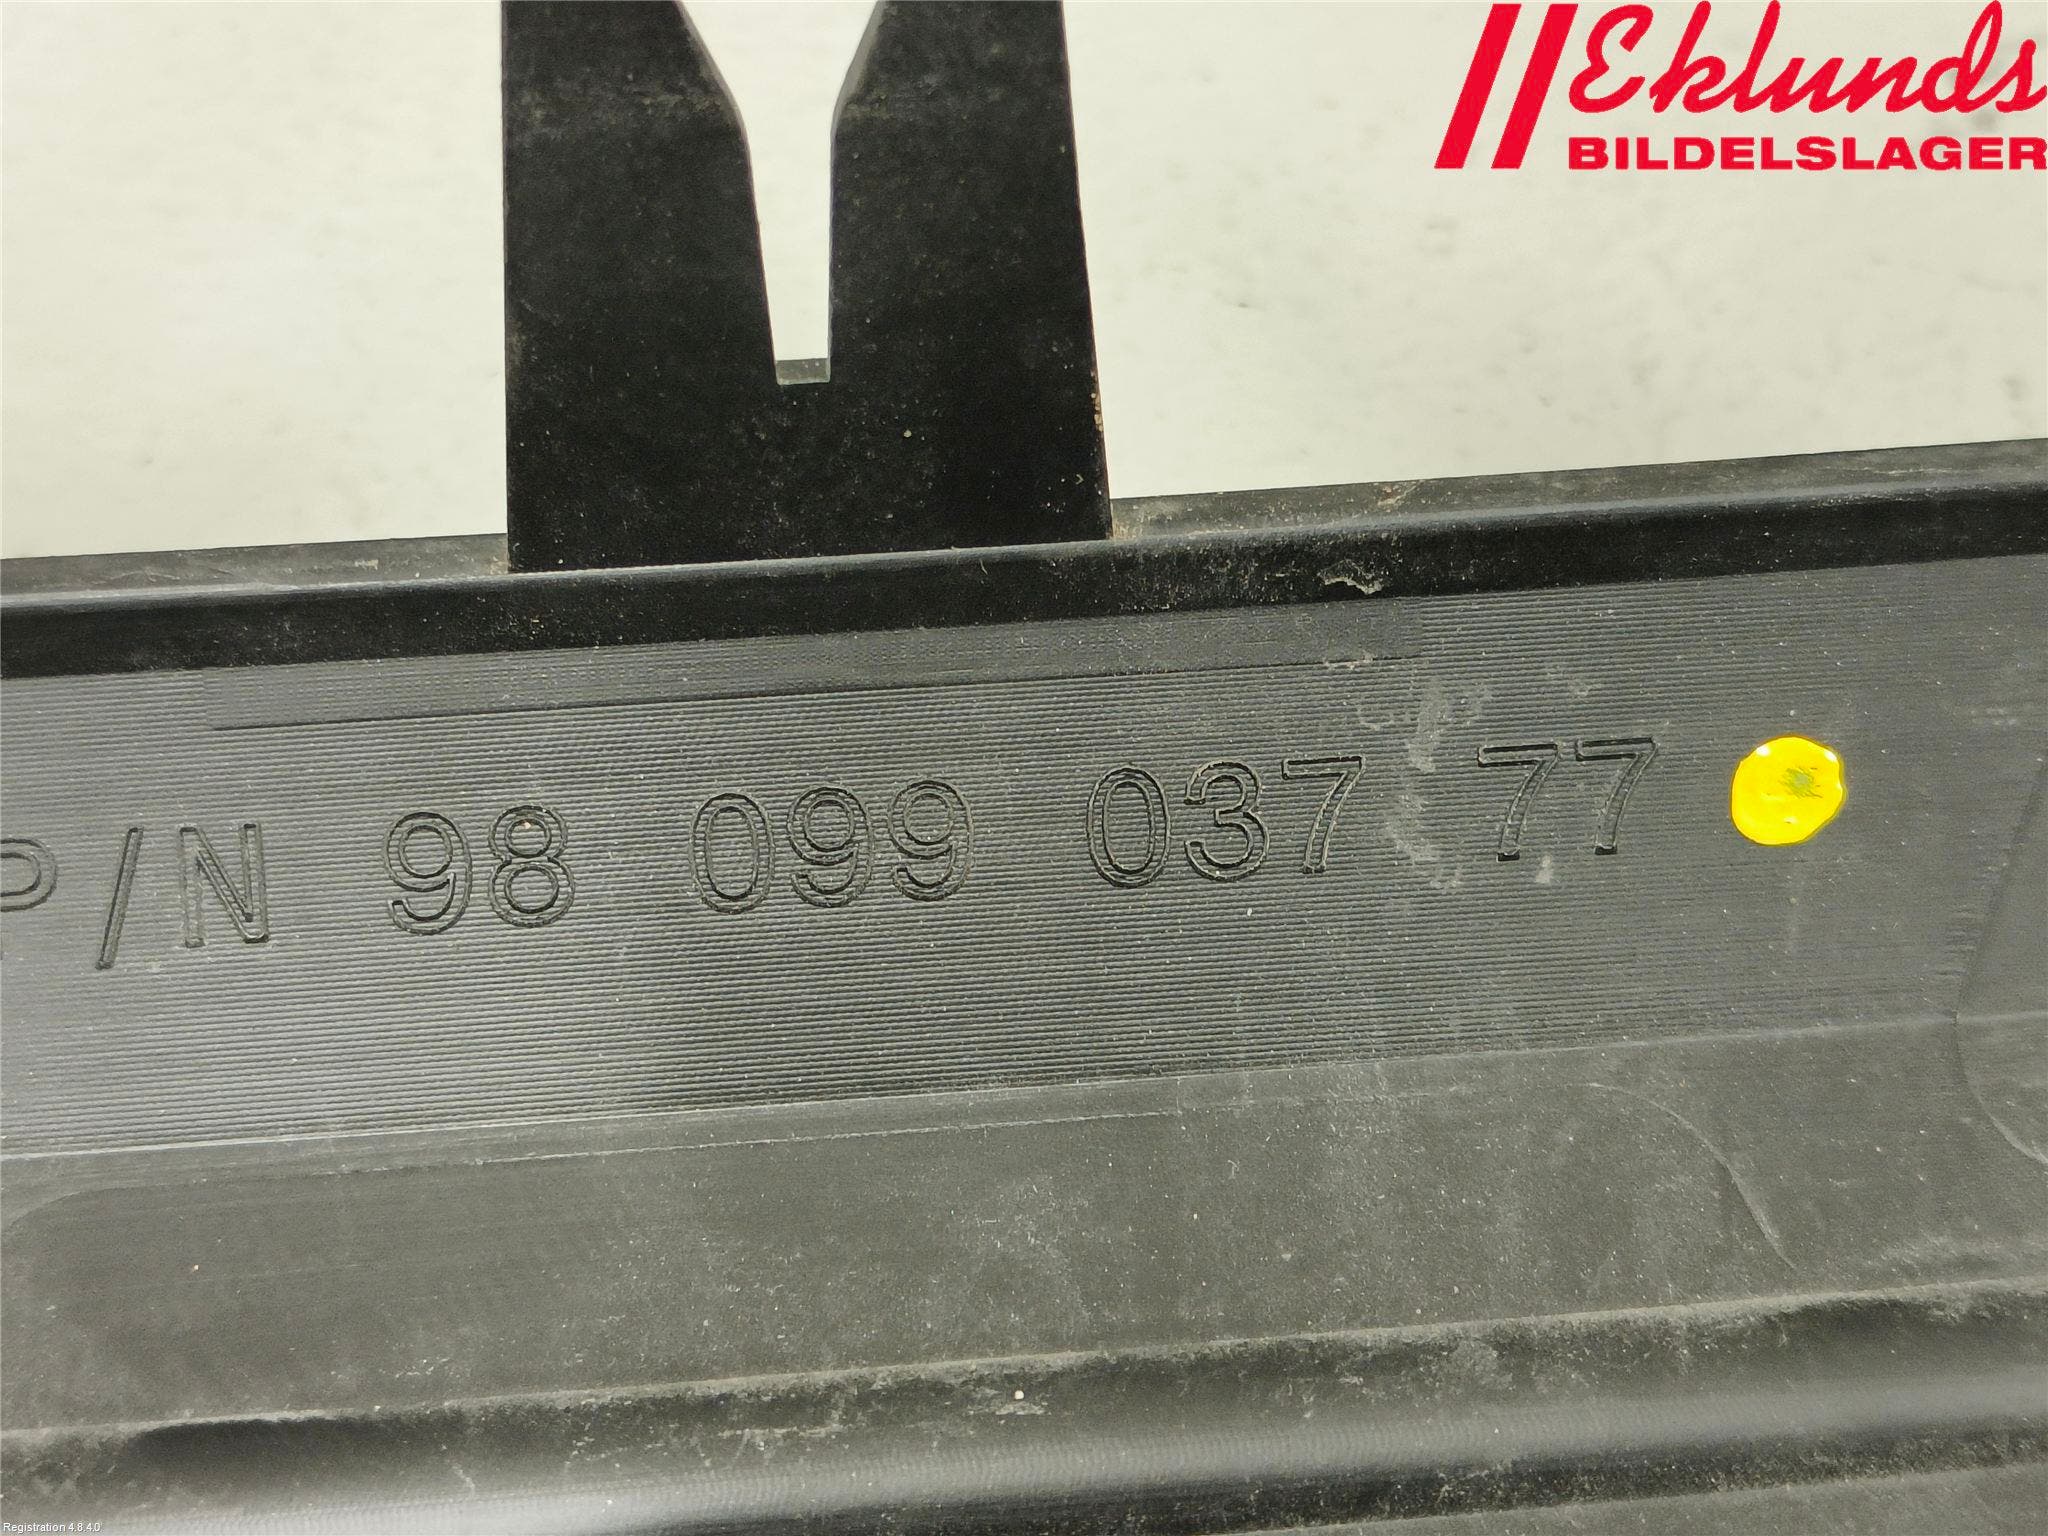 Eklunds
BILDELSLAGER
P/N 98 099 037 77
Registration 4.8.4.0